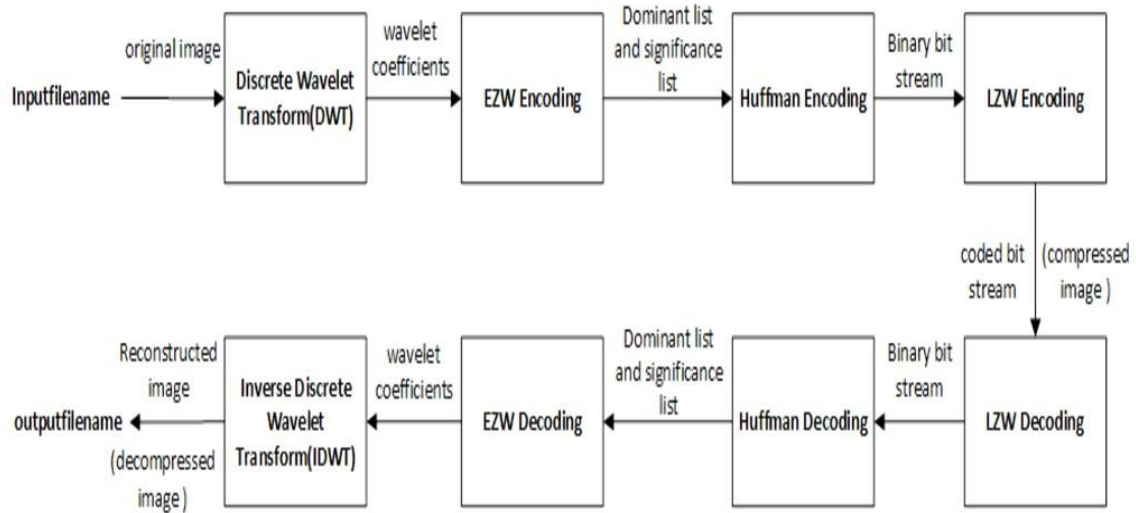 original image
Inputfilename
Discrete Wavelet
Transform(DWT)
wavelet
coefficients
EZW Encoding
Dominant list
and significance
list
Huffman Encoding
Binary bit
stream
LZW Encoding
coded bit
stream
(compressed
image )
LZW Decoding
Binary bit
stream
Huffman Decoding
Dominant list
and significance
list
EZW Decoding
wavelet
coefficients
Inverse Discrete
Wavelet
Transform(IDWT)
Reconstructed
image
outputfilename
(decompressed
image )